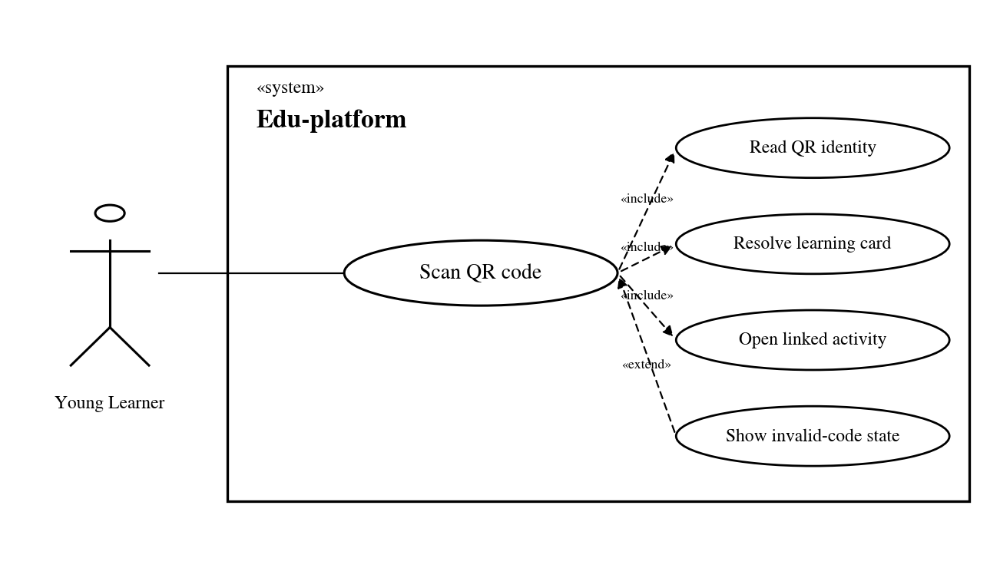 «system»
Edu-platform
Read QR identity
«include»
Resolve learning card
«include»
Scan QR code
«include»
Open linked activity
«extend»
Young Learner
Show invalid-code state